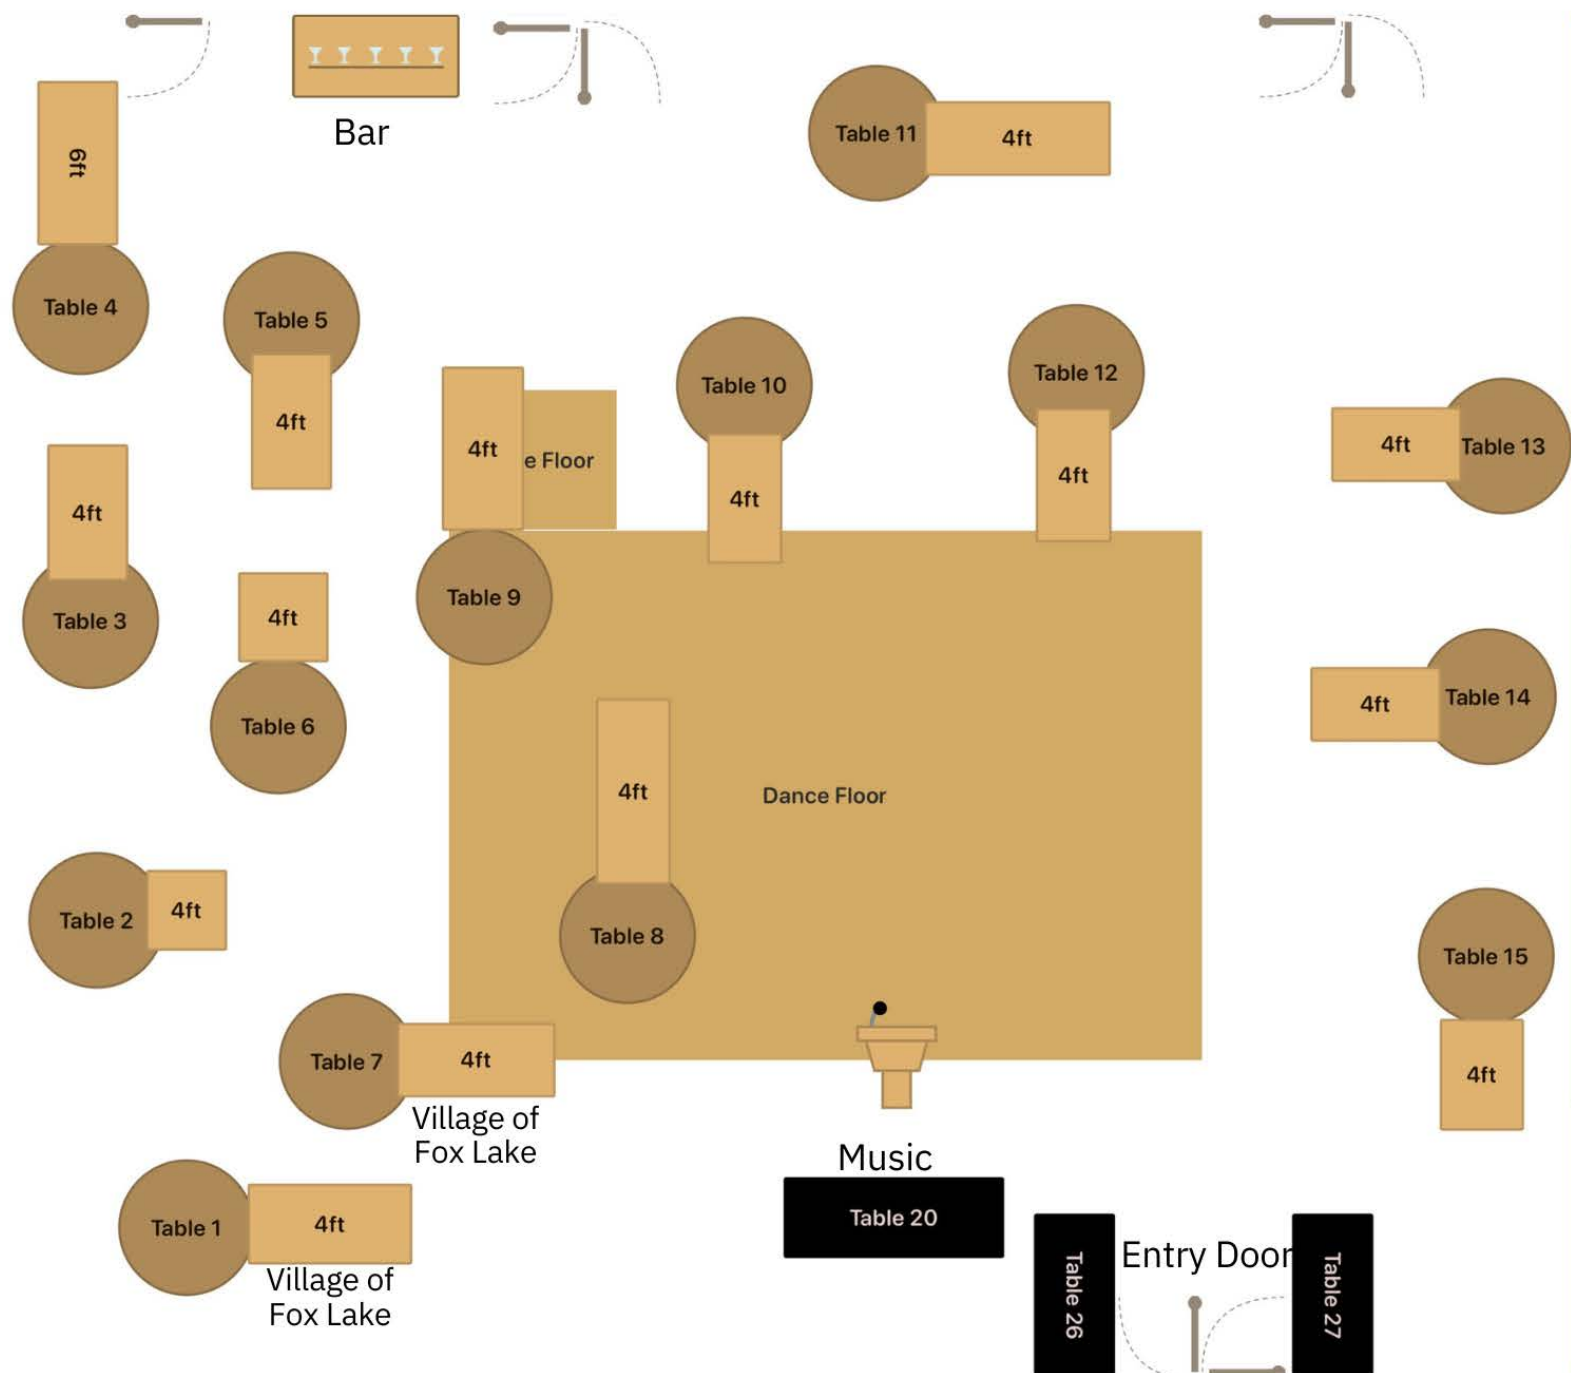 Bar
Table 11
4ft
6ft
Table 4
Table 5
4ft
Table 10
4ft
Table 12
4ft
4ft
e Floor
4ft
Table 13
4ft
Table 3
4ft
Table 6
Table 9
4ft
Table 14
4ft
Dance Floor
Table 8
Table 2
4ft
Table 15
4ft
Table 7
4ft
Village of
Fox Lake
Music
Table 20
Table 1
4ft
Village of
Fox Lake
Entry Door
Table 26
Table 27